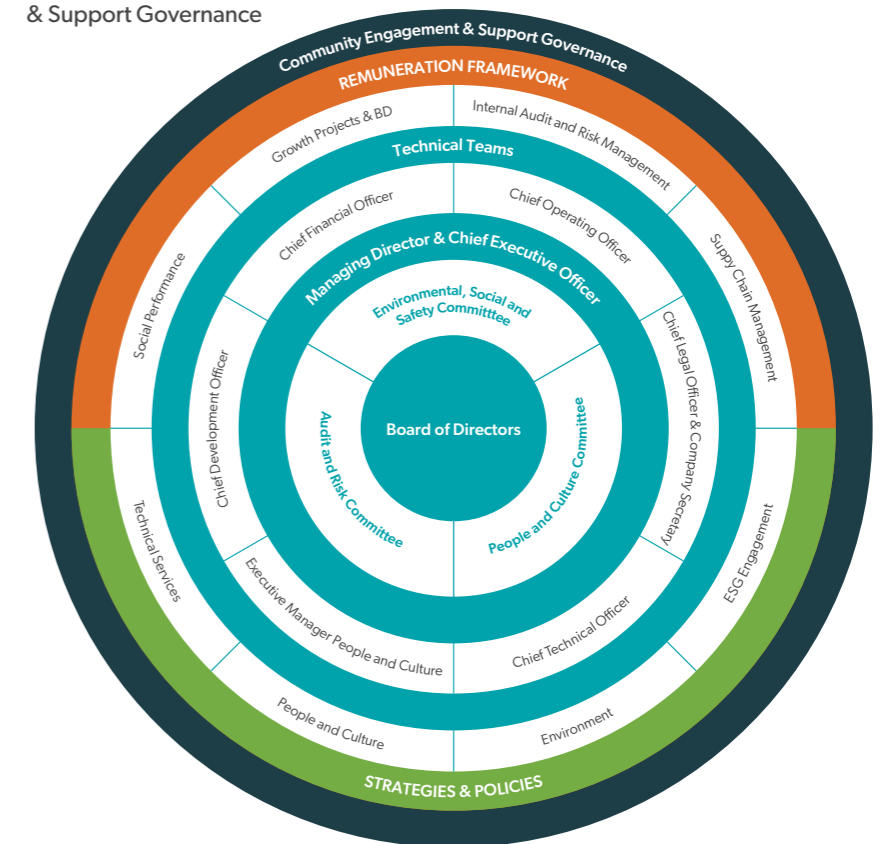 & Support Governance
Community Engagement & Support Governance
REMUNERATION FRAMEWORK
Growth Projects & BD
Internal Audit and Risk Management
Social Performance
Suppy Chain Management
Technical Services
ESG Engagement
People and Culture
Environment
STRATEGIES & POLICIES
Technical Teams
Chief Financial Officer
Chief Operating Officer
Chief Development Officer
Chief Legal Officer & Company Secretary
Executive Manager People and Culture
Chief Technical Officer
Managing Director & Chief Executive Officer
Environmental, Social and
Safety Committtee
Audit and Risk Committee
People and Culture Committee
Board of Directors